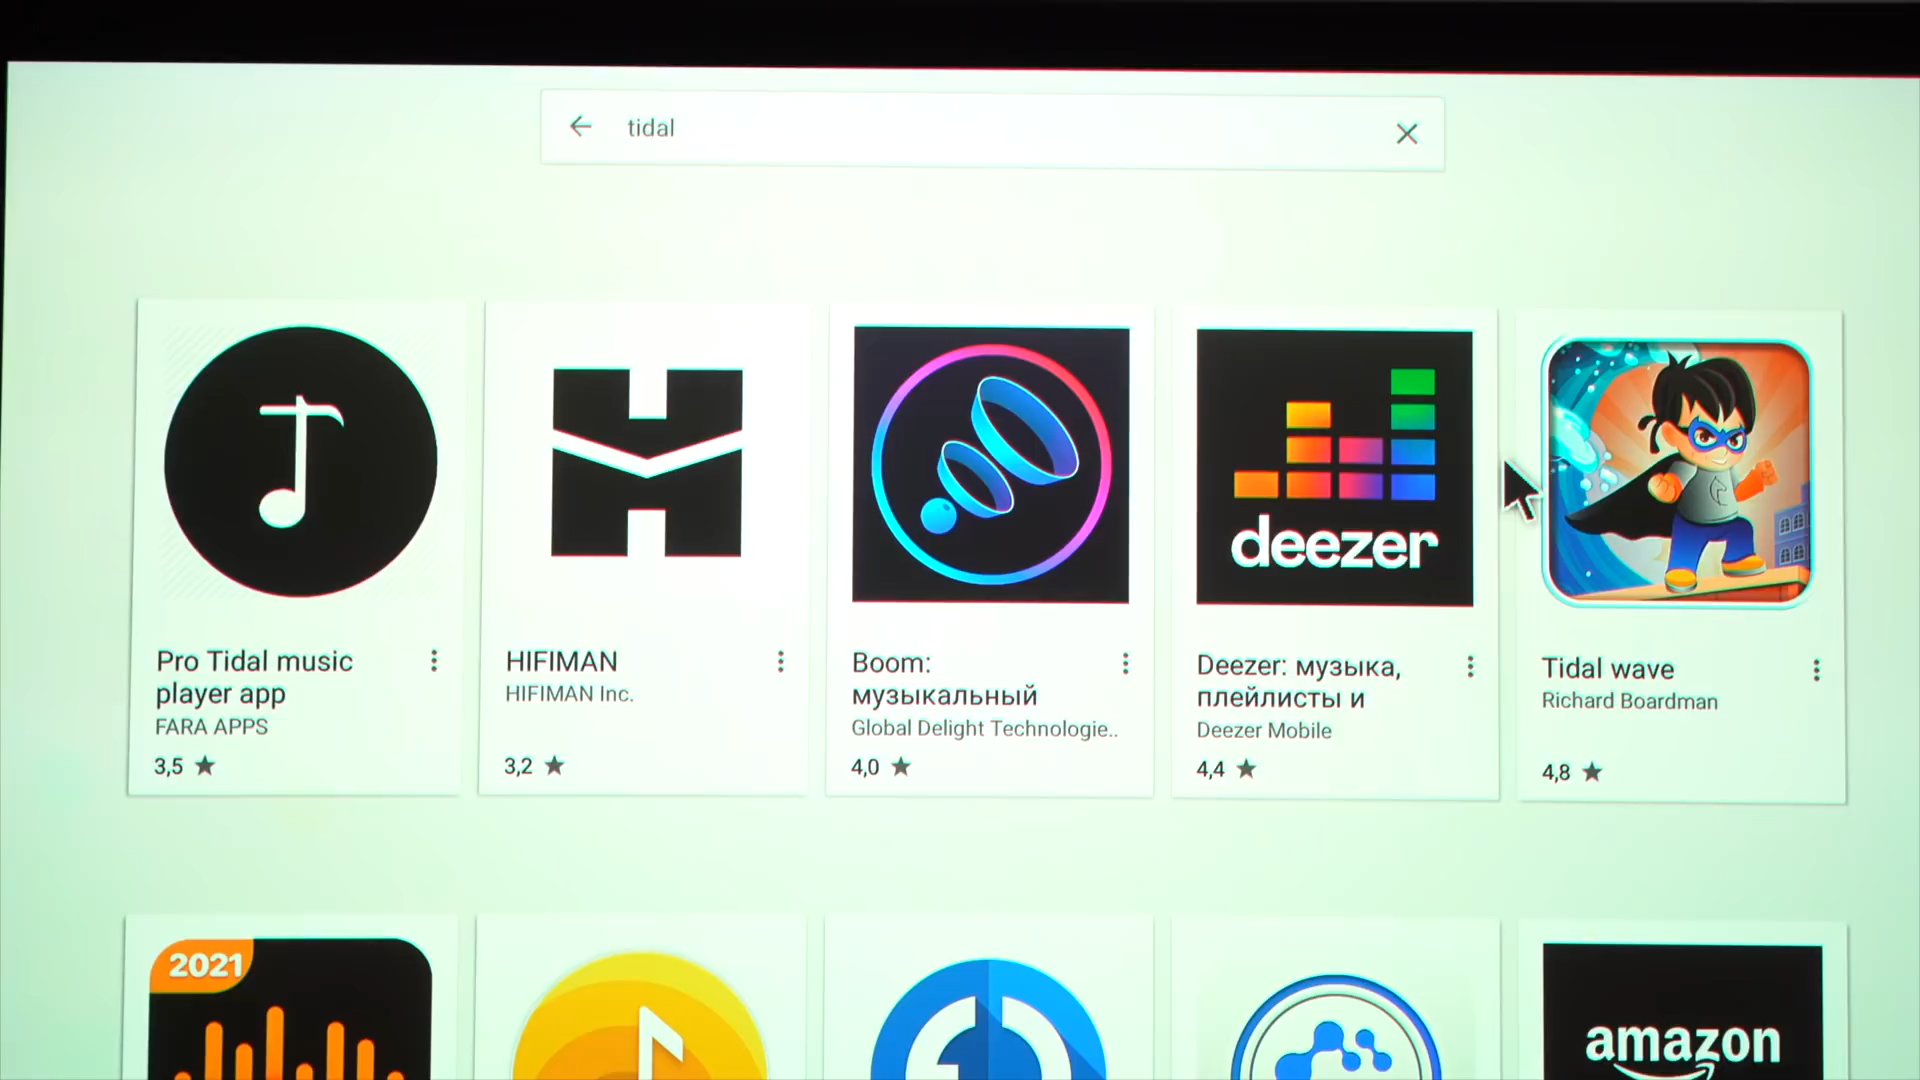 tidal
deezer
Pro Tidal music
player app
FARA APPS
3,5
HIFIMAN
HIFIMAN Inc.
3,2
Boom:
музыкальный
Global Delight Technologie..
4,0
Deezer: музыка,
плейлисты и
Deezer Mobile
4,4
Tidal wave
Richard Boardman
4,8
2021
amazon